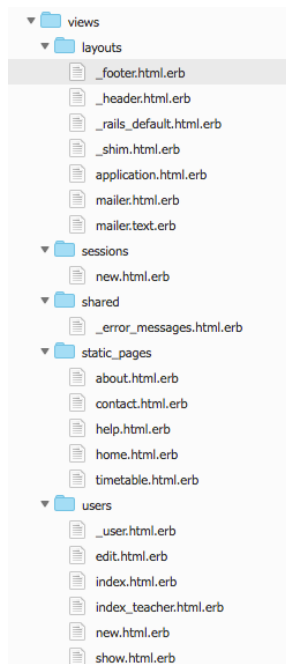 views
layouts
_footer.html.erb
_header.html.erb
_rails_default.html.erb
_shim.html.erb
application.html.erb
mailer.html.erb
mailer.text.erb
sessions
new.html.erb
shared
_error_messages.html.erb
static_pages
about.html.erb
contact.html.erb
help.html.erb
home.html.erb
timetable.html.erb
users
_user.html.erb
edit.html.erb
index.html.erb
index_teacher.html.erb
new.html.erb
show.html.erb